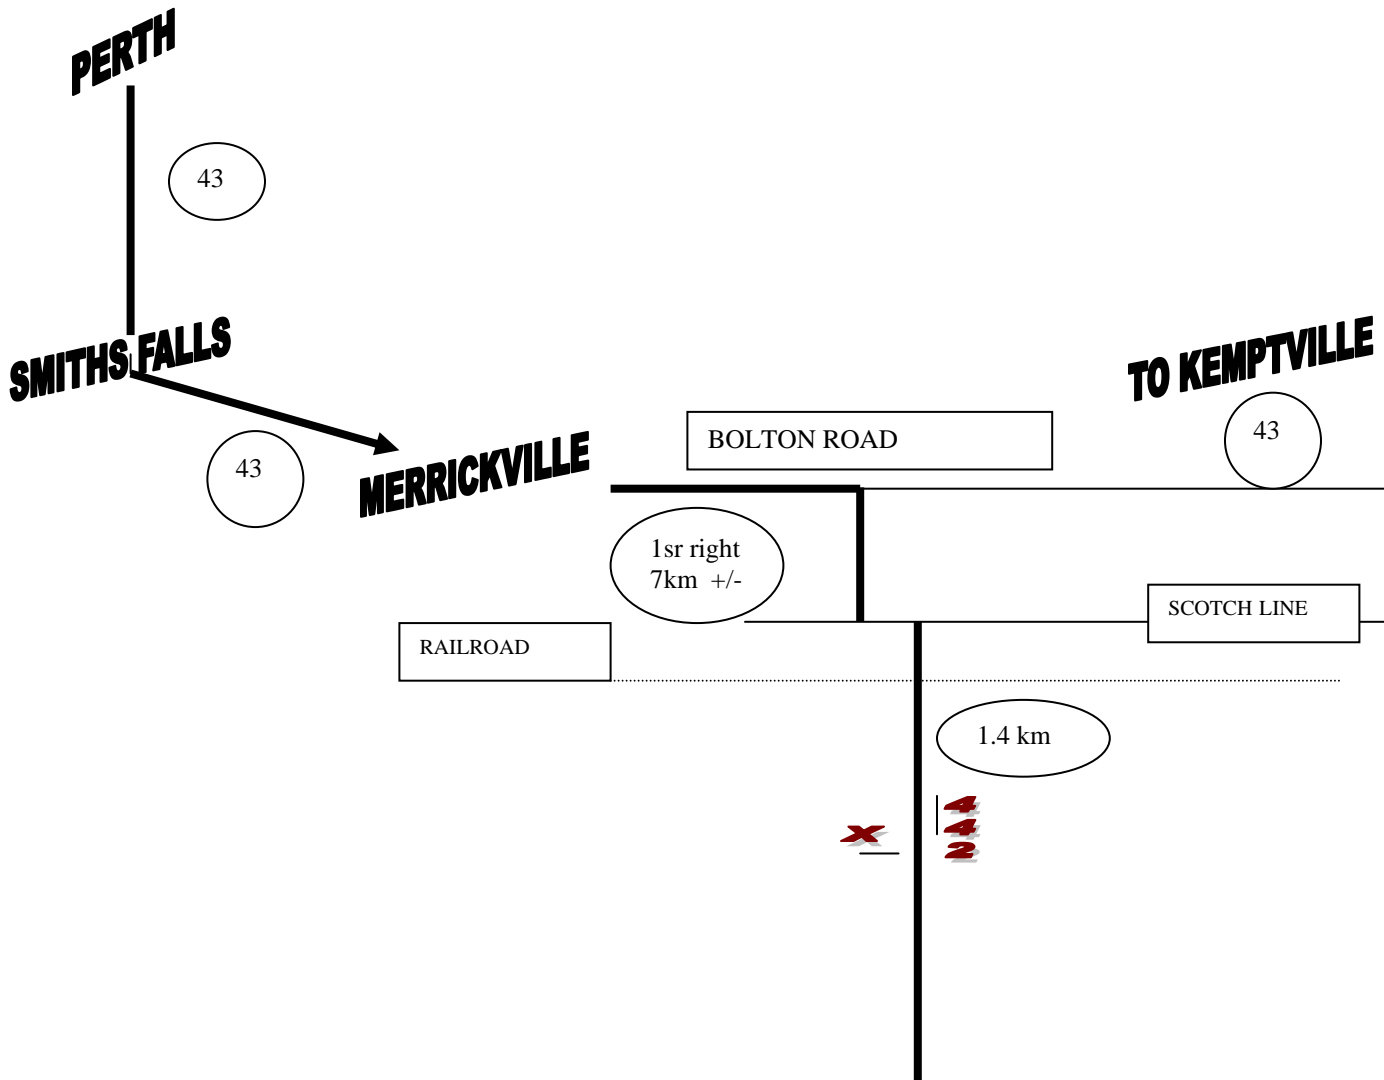 PERTH
43
SMITHS FALLS
TO KEMPTVILLE
43
BOLTON ROAD
43
MERRICKVILLE
1sr right
7km +/-
SCOTCH LINE
RAILROAD
1.4 km
4
X
4
2